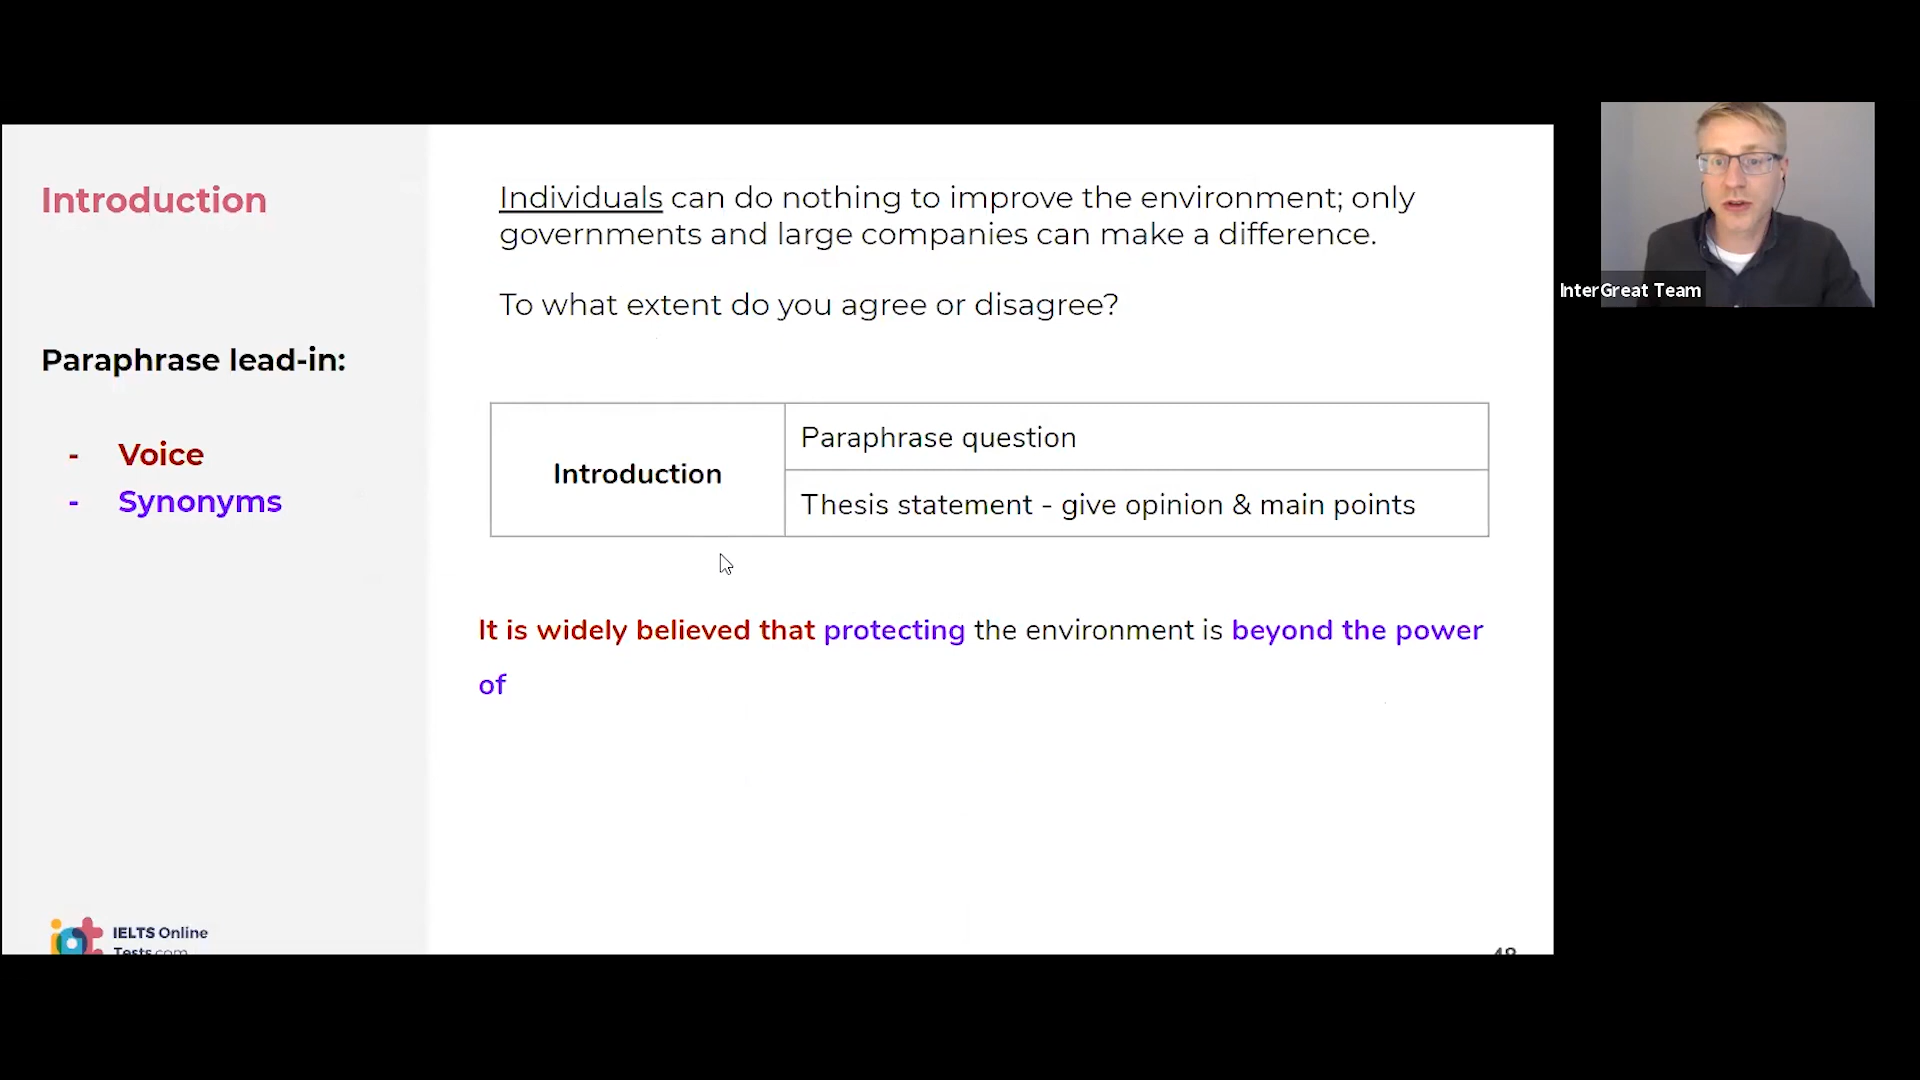 Introduction
Paraphrase lead-in:
- Voice
- Synonyms
Individuals can do nothing to improve the environment; only
governments and large companies can make a difference.
To what extent do you agree or disagree?
Introduction
Paraphrase question
Thesis statement - give opinion & main points
It is widely believed that protecting the environment is beyond the power
of
IELTS Online
Tests.com
InterGreat Team